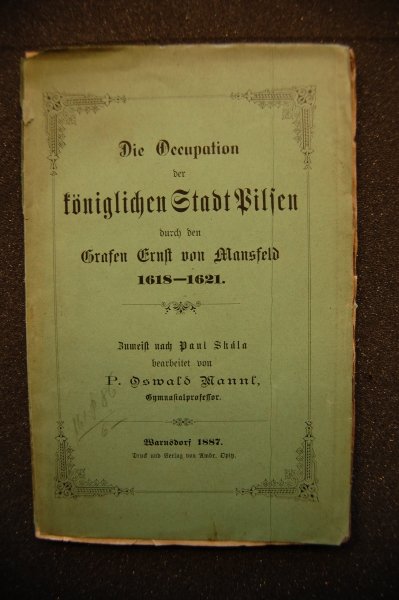 Die Occupation
der
königlichen Stadt Pilsen
durch den
Grafen Ernst von Mansfeld
1618—1621.
Zumeist nach Paul Skála
bearbeitet von
P. Oswald Mannl,
Gymnasialprofessor.
Warnsdorf 1887.
Druck und Verlag von Ambr. Opitz.